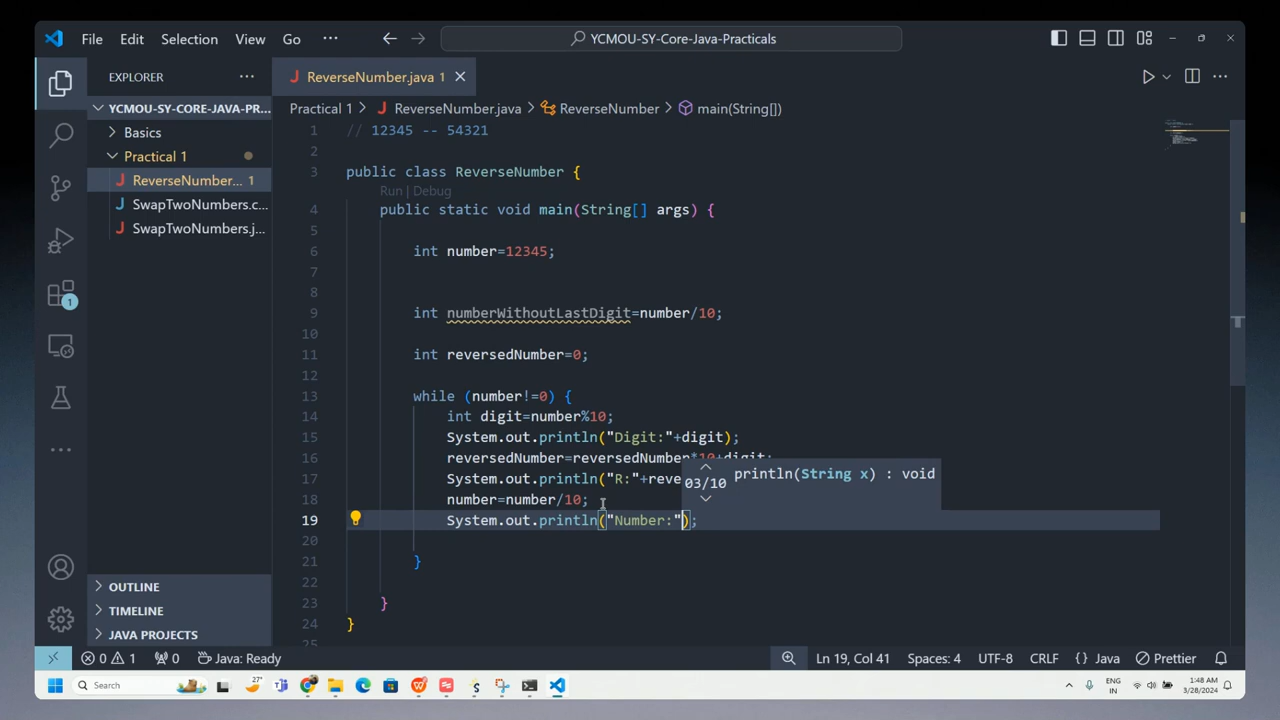 File Edit Selection View Go ··· YCMOU-SY-Core-Java-Practicals
EXPLORER ···
ReverseNumber.java 1
YCMOU-SY-CORE-JAVA-PR...
Practical 1 > ReverseNumber.java > ReverseNumber > main(String[])
Basics
Practical 1
ReverseNumber... 1
SwapTwoNumbers.c...
SwapTwoNumbers.j...
1 // 12345 -- 54321
2
3 public class ReverseNumber {
Run | Debug
4 public static void main(String[] args) {
5
6 int number=12345;
7
8
9 int numberWithoutLastDigit=number/10;
10
11 int reversedNumber=0;
12
13 while (number!=0) {
14 int digit=number%10;
15 System.out.println("Digit:"+digit);
16 reversedNumber=reversedNumber*10+digit;
17 System.out.println("R:"+reve
18 number=number/10;
19 System.out.println("Number:");
20
21 }
22
23 }
24 }
25
03/10 println(String x) : void
1
OUTLINE
TIMELINE
JAVA PROJECTS
0 1 0 Java: Ready Ln 19, Col 41 Spaces: 4 UTF-8 CRLF {} Java Prettier
Search 27° ENG IN 1:48 AM 3/28/2024